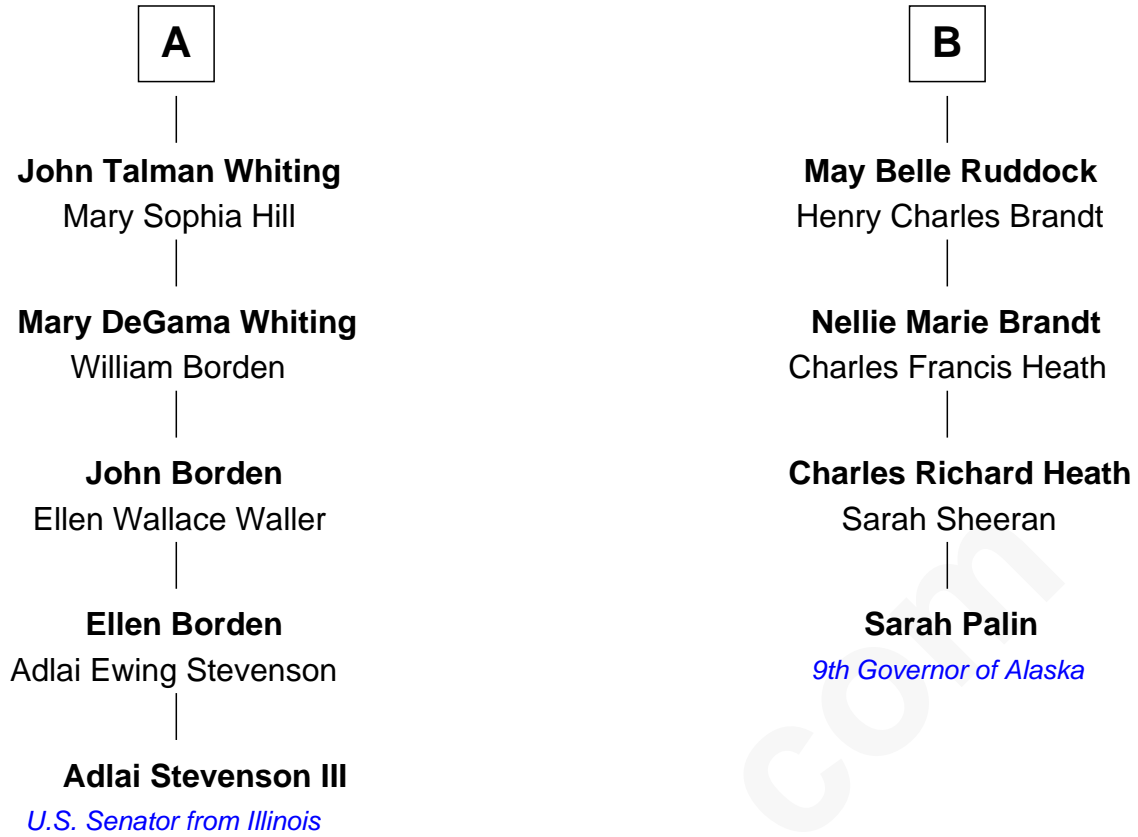 A
John Talman Whiting
Mary Sophia Hill
Mary DeGama Whiting
William Borden
John Borden
Ellen Wallace Waller
Ellen Borden
Adlai Ewing Stevenson
Adlai Stevenson III
U.S. Senator from Illinois
B
May Belle Ruddock
Henry Charles Brandt
Nellie Marie Brandt
Charles Francis Heath
Charles Richard Heath
Sarah Sheeran
Sarah Palin
9th Governor of Alaska
com